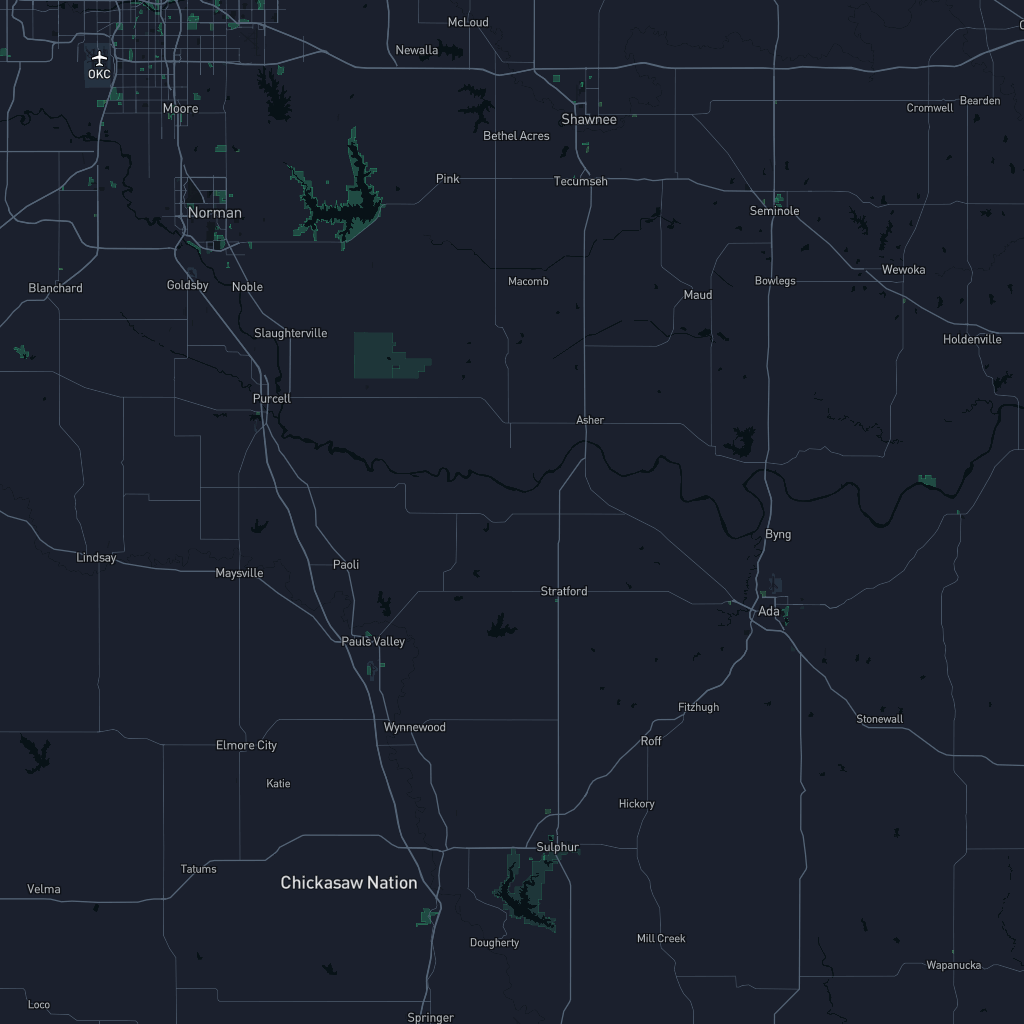 McLoud
C
Newalla
OKC
Moore
Bearden
Cromwell
Shawnee
Bethel Acres
Pink
Tecumseh
Norman
Seminole
Wewoka
Macomb
Bowlegs
Goldsby
Noble
Blanchard
Maud
Slaughterville
Holdenville
Purcell
Asher
Byng
Lindsay
Paoli
Maysville
Stratford
Ada
Pauls Valley
Fitzhugh
Stonewall
Wynnewood
Roff
Elmore City
Katie
Hickory
Sulphur
Tatums
Chickasaw Nation
Velma
Mill Creek
Dougherty
Wapanucka
Loco
Springer